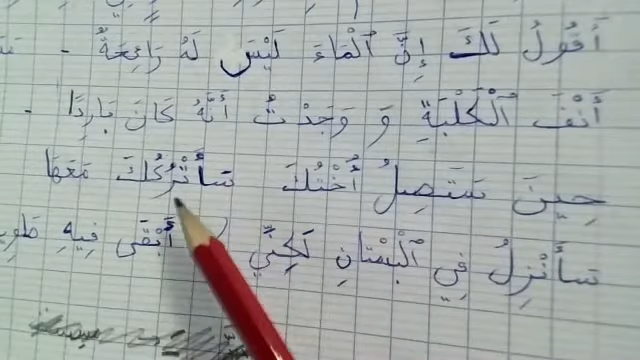 أَقُولُ لَكَ إِنَّ ٱلْمَاءَ لَيْسَ لَهُ رَائِحَةٌ -
أَنْفَ ٱلْكَلْبَةِ وَ وَجَدْتُ أَنَّهُ كَانَ بَارِدًا -
حِينَ سَتَصِلُ أُخْتُكَ سَأَتْرُكُكَ مَعَهَا
سَأَنْزِلُ فِي ٱلْبُسْتَانِ لَكِنِّي أَبْقَى فِيهِ